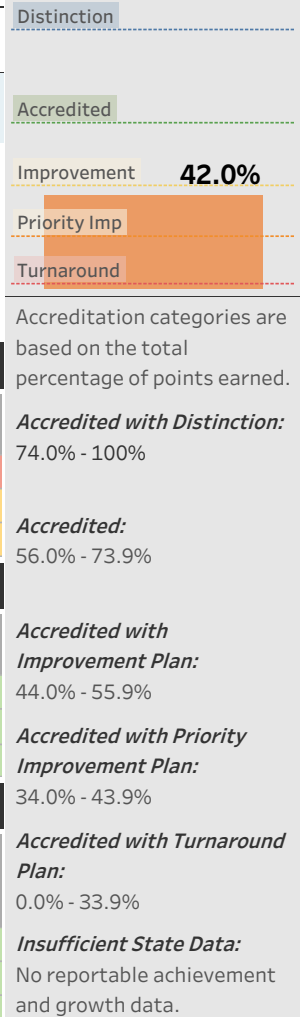 Distinction
Accredited
Improvement 42.0%
Priority Imp
Turnaround
Accreditation categories are
based on the total
percentage of points earned.
Accredited with Distinction:
74.0% - 100%
Accredited:
56.0% - 73.9%
Accredited with
Improvement Plan:
44.0% - 55.9%
Accredited with Priority
Improvement Plan:
34.0% - 43.9%
Accredited with Turnaround
Plan:
0.0% - 33.9%
Insufficient State Data:
No reportable achievement
and growth data.